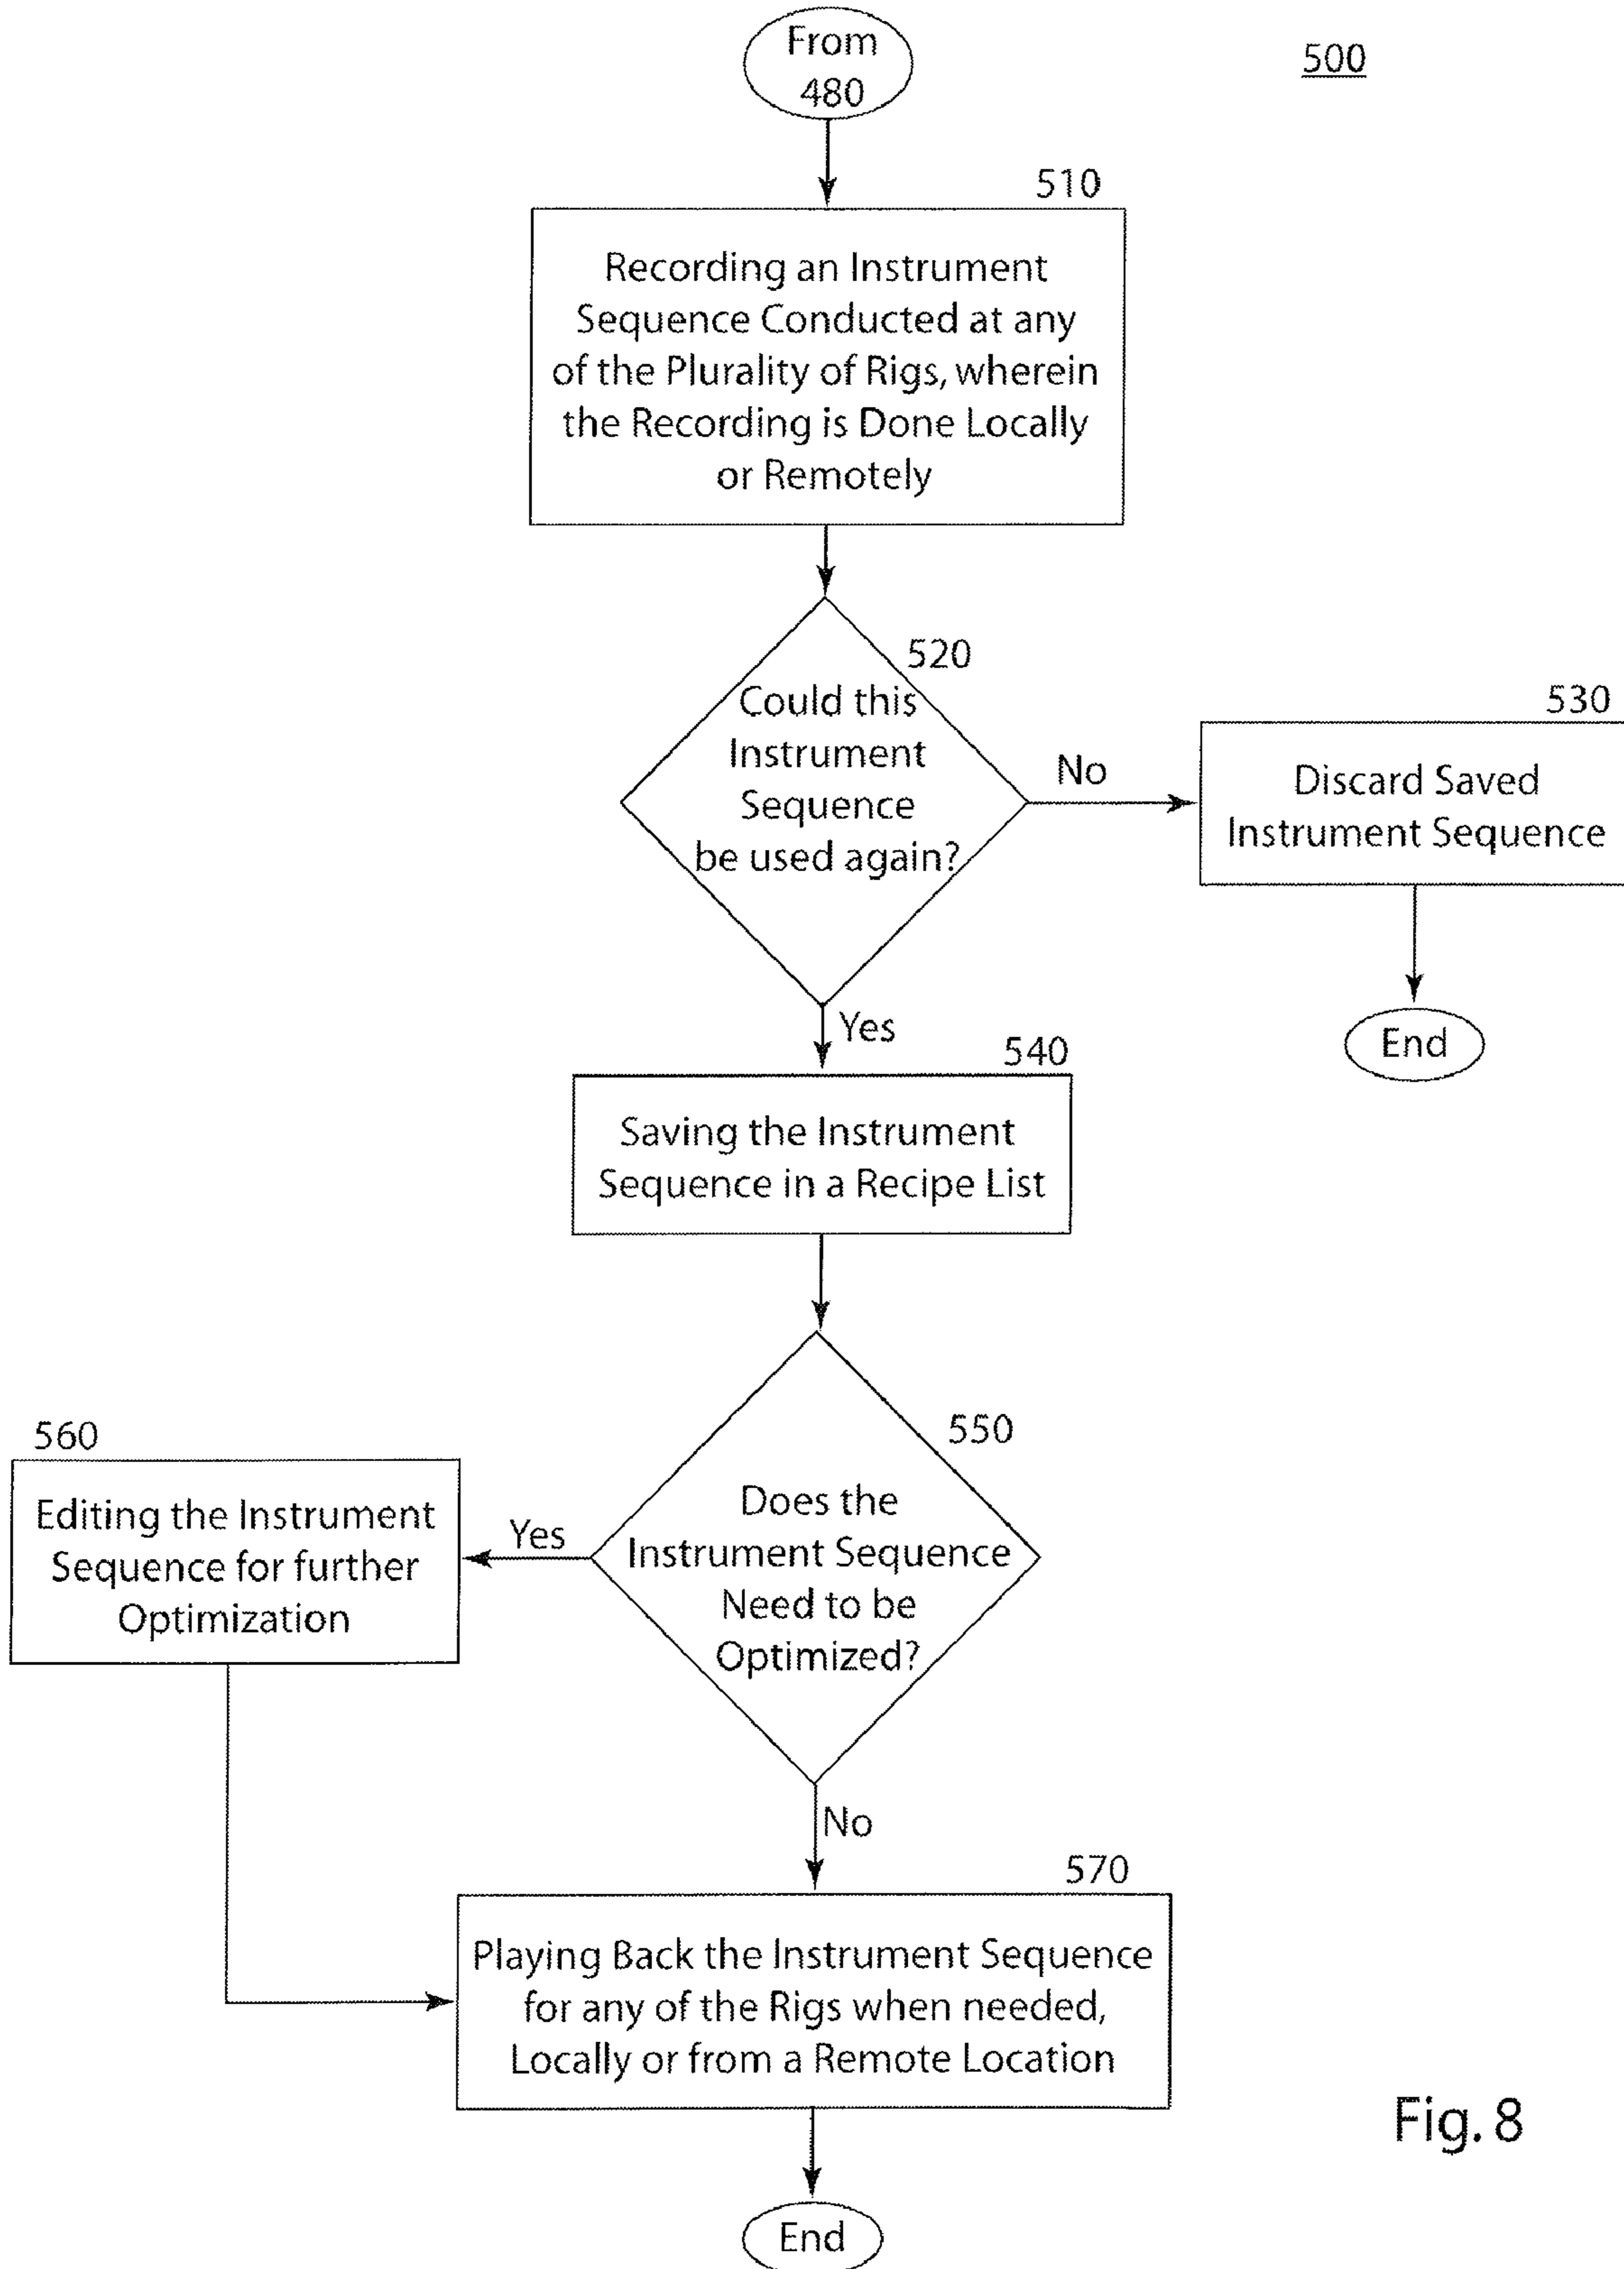 From
480
500
510
Recording an Instrument
Sequence Conducted at any
of the Plurality of Rigs, wherein
the Recording is Done Locally
or Remotely
520
Could this
Instrument
Sequence
be used again?
No
530
Discard Saved
Instrument Sequence
End
Yes
540
Saving the Instrument
Sequence in a Recipe List
550
Does the
Instrument Sequence
Need to be
Optimized?
Yes
560
Editing the Instrument
Sequence for further
Optimization
No
570
Playing Back the Instrument Sequence
for any of the Rigs when needed,
Locally or from a Remote Location
End
Fig. 8